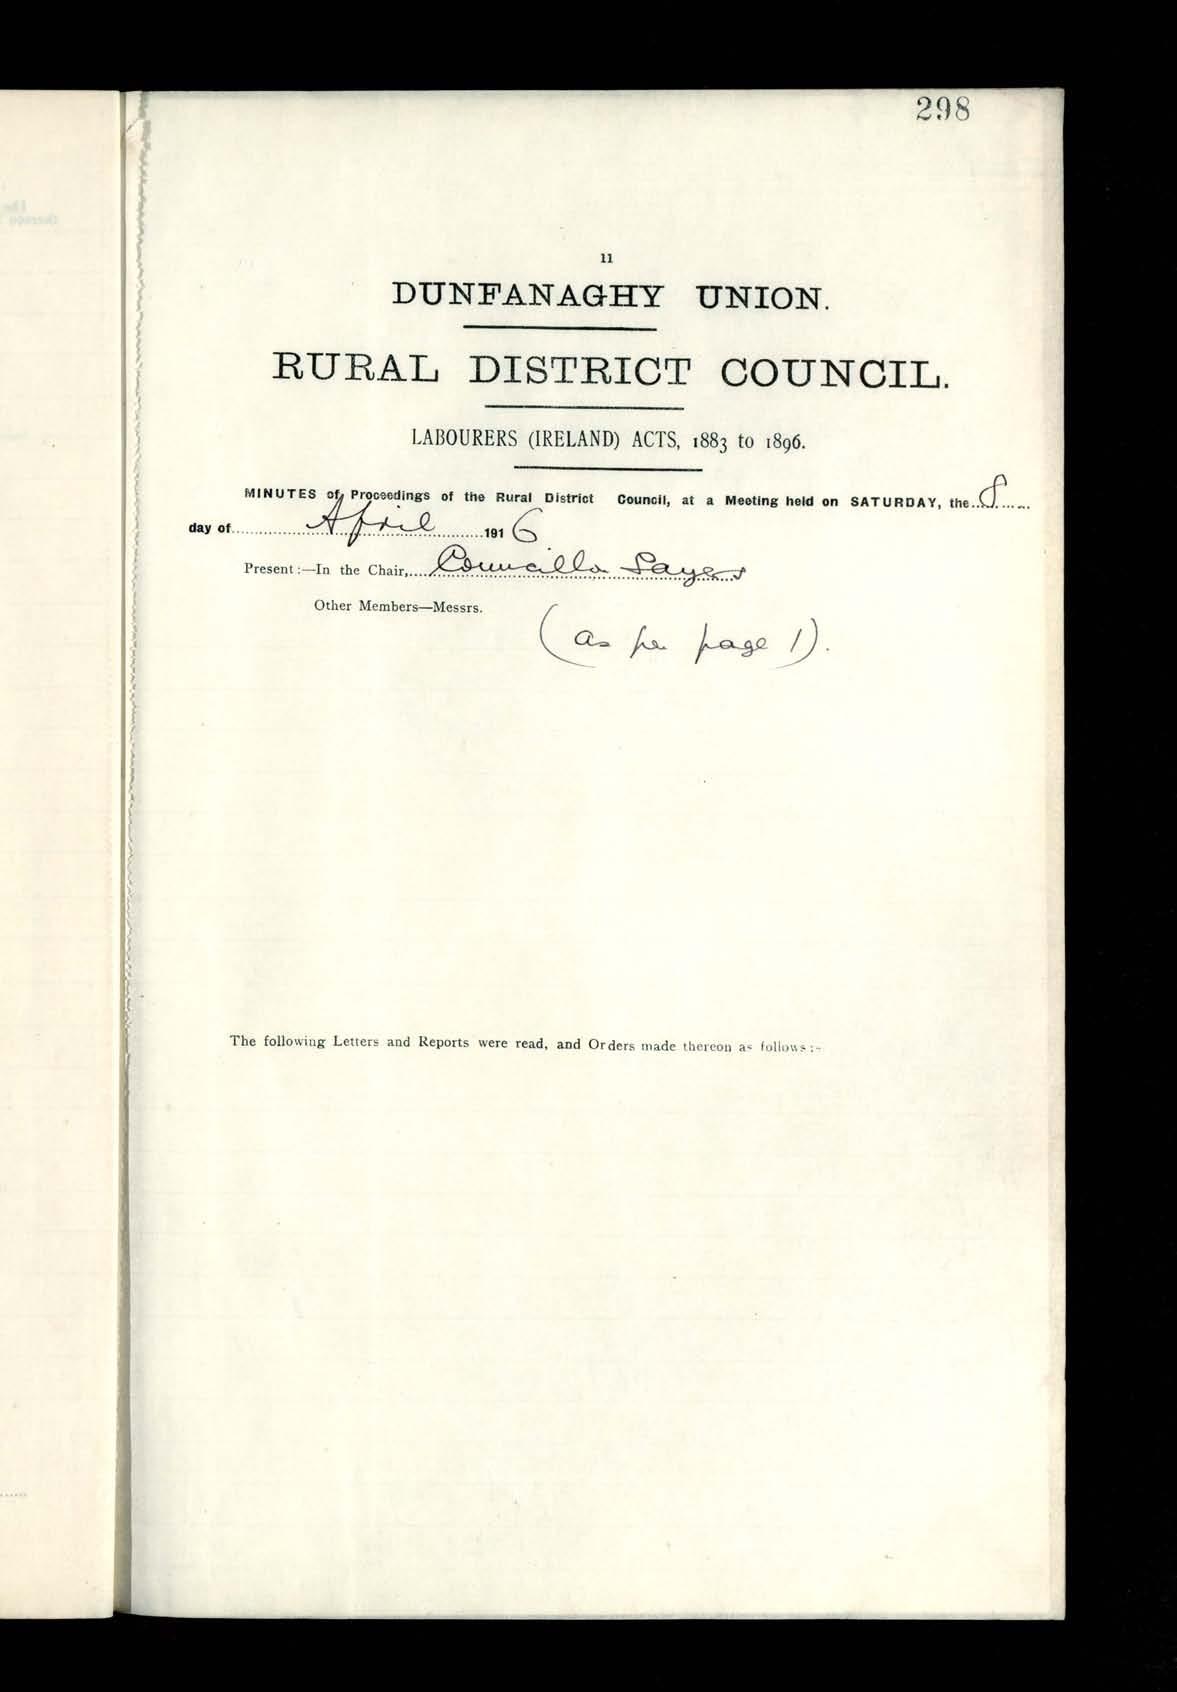 298
11
DUNFANAGHY UNION.
RURAL DISTRICT COUNCIL.
LABOURERS (IRELAND) ACTS, 1883 to 1896.
MINUTES of Proceedings of the Rural District Council, at a Meeting held on SATURDAY, the 8
day of April 1916
Present:—In the Chair, Councillor Sayers
Other Members—Messrs.
(as per page 1).
The following Letters and Reports were read, and Orders made thereon as follows:-